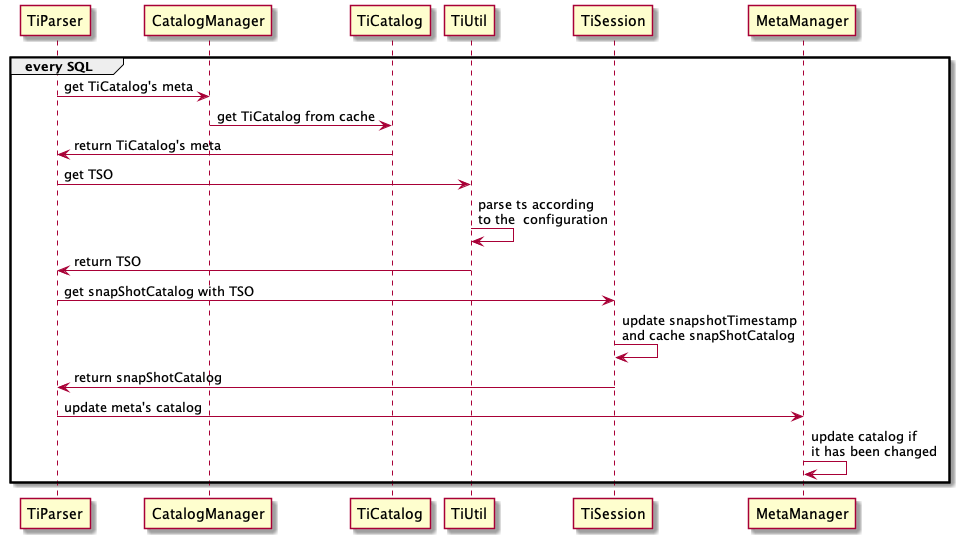 TiParser CatalogManager TiCatalog TiUtil TiSession MetaManager
every SQL
get TiCatalog's meta
get TiCatalog from cache
return TiCatalog's meta
get TSO
parse ts according
to the  configuration
return TSO
get snapShotCatalog with TSO
update snapshotTimestamp
and cache snapShotCatalog
return snapShotCatalog
update meta's catalog
update catalog if
it has been changed
TiParser CatalogManager TiCatalog TiUtil TiSession MetaManager